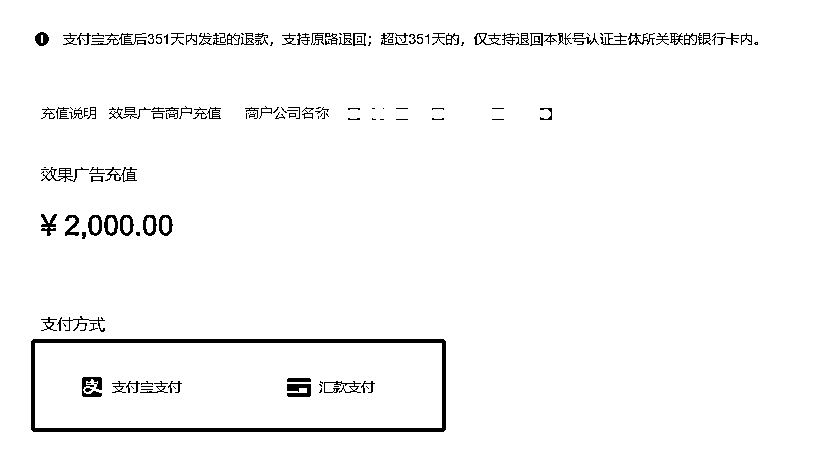 支付宝充值后351天内发起的退款，支持原路退回；超过351天的，仅支持退回本账号认证主体所关联的银行卡内。
充值说明 效果广告商户充值 商户公司名称
效果广告充值
¥ 2,000.00
支付方式
支付宝支付 汇款支付